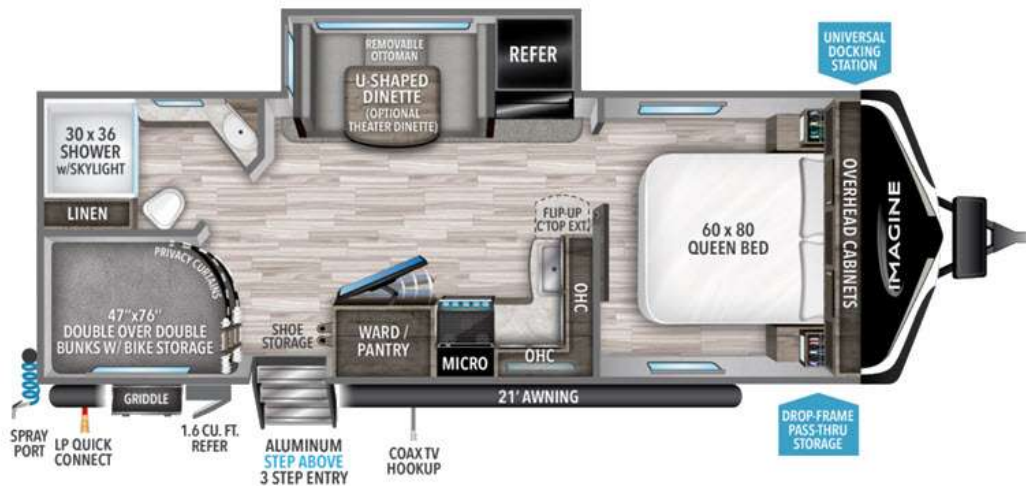 UNIVERSAL
DOCKING
STATION
REMOVABLE
OTTOMAN
U-SHAPED
DINETTE
(OPTIONAL
THEATER DINETTE)
REFER
30 x 36
SHOWER
w/SKYLIGHT
LINEN
PRIVACY CURTAINS
47"x76"
DOUBLE OVER DOUBLE
BUNKS W/ BIKE STORAGE
SHOE
STORAGE
WARD /
PANTRY
MICRO
OHC
OHC
FLIP-UP
C'TOP EXT.
60 x 80
QUEEN BED
OVERHEAD CABINETS
IMAGINE
SPRAY
PORT
LP QUICK
CONNECT
GRIDDLE
1.6 CU. FT.
REFER
ALUMINUM
STEP ABOVE
3 STEP ENTRY
21' AWNING
COAX TV
HOOKUP
DROP-FRAME
PASS-THRU
STORAGE